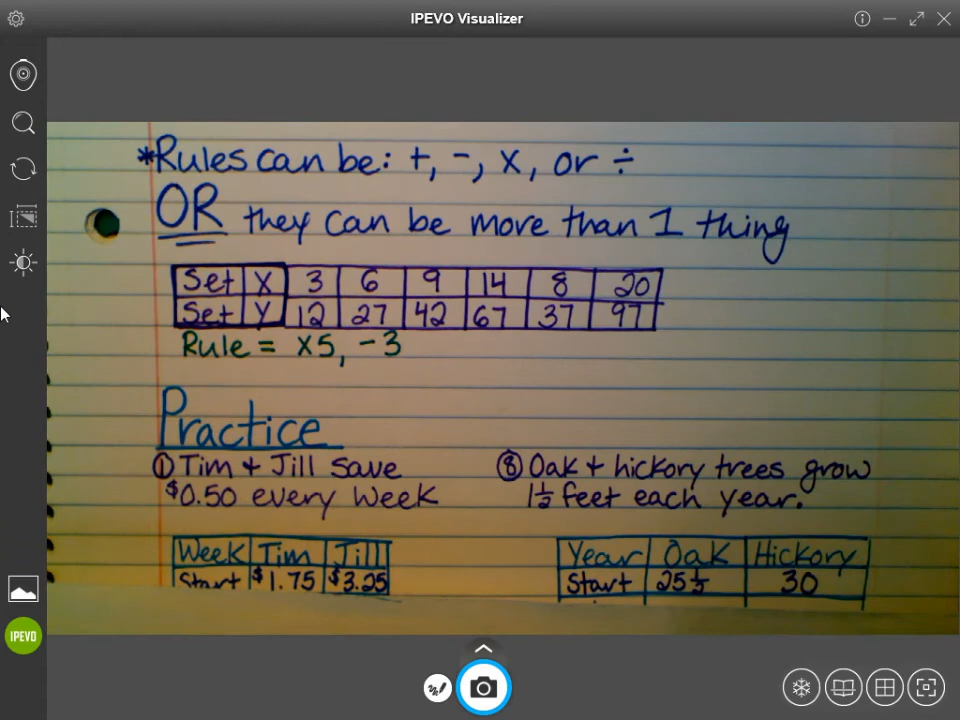 IPEVO Visualizer
*Rules can be: +, -, x, or ÷
OR they can be more than 1 thing
Set X 3 6 9 14 8 20
Set Y 12 27 42 67 37 97
Rule = x5, -3
Practice
① Tim + Jill save
$0.50 every week
Week Tim Jill
Start $1.75 $3.25
⑧ Oak + hickory trees grow
1½ feet each year.
Year Oak Hickory
Start 25½ 30
IPEVO